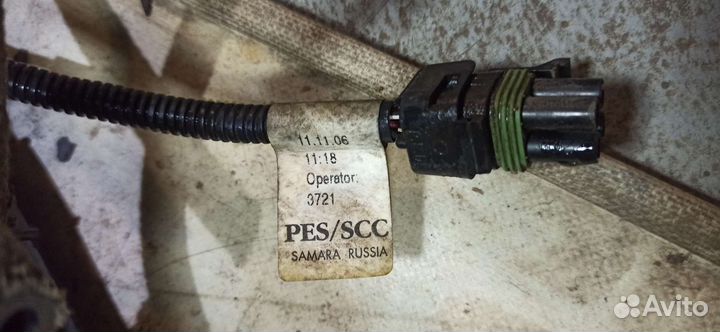 11.11.06
11:18
Operator:
3721
PES/SCC
SAMARA RUSSIA
Avito